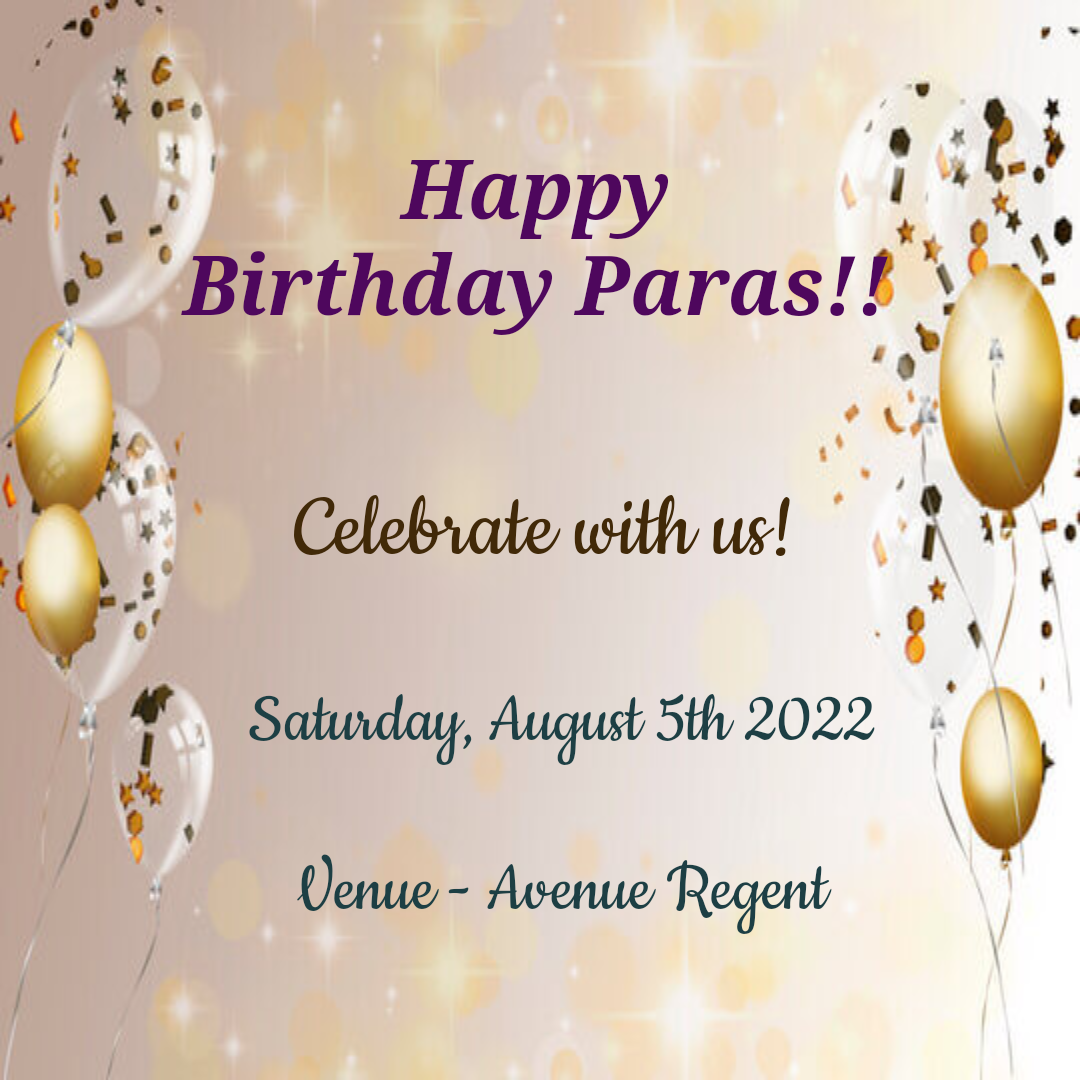 Happy
Birthday Paras!!
Celebrate with us!
Saturday, August 5th 2022
Venue - Avenue Regent